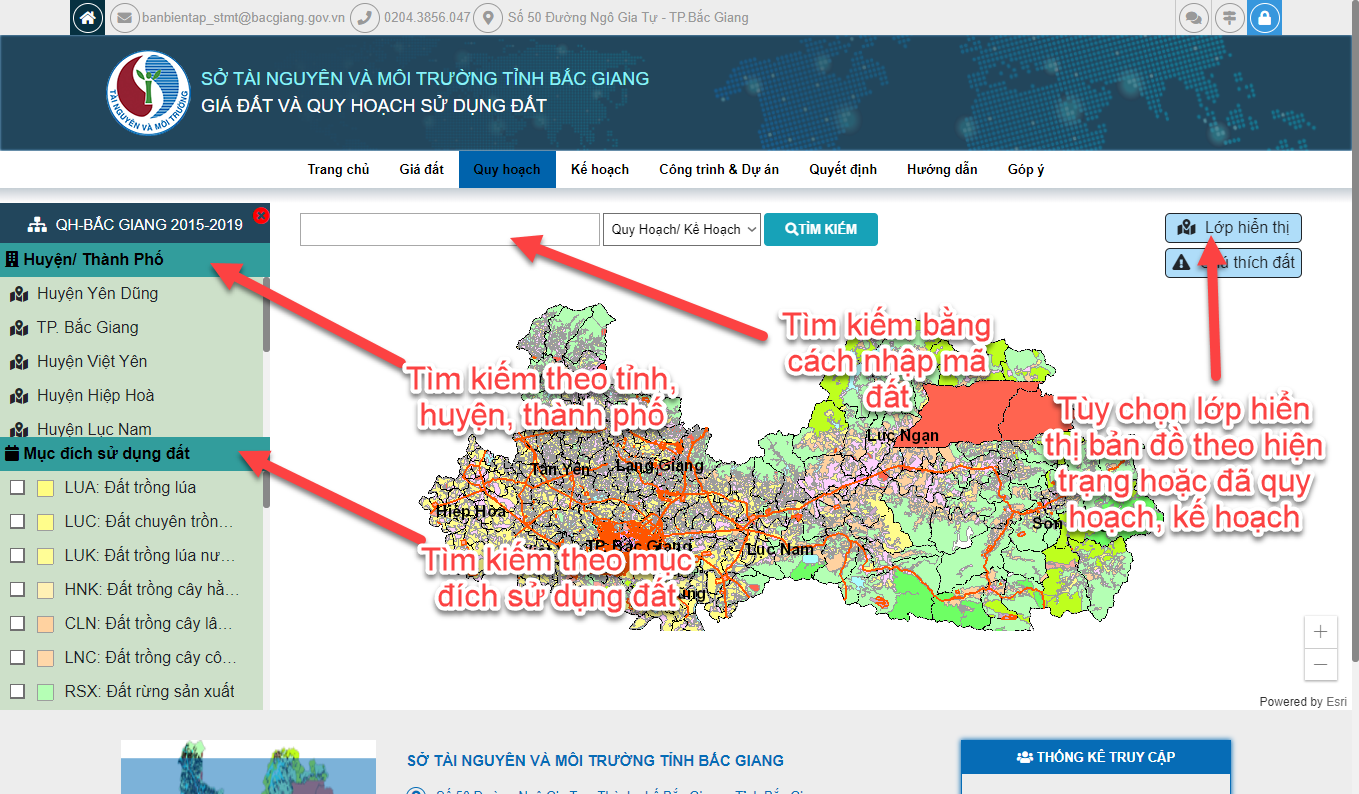 banbientap_stmt@bacgiang.gov.vn 0204.3856.047 Số 50 Đường Ngô Gia Tự - TP.Bắc Giang
SỞ TÀI NGUYÊN VÀ MÔI TRƯỜNG TỈNH BẮC GIANG
GIÁ ĐẤT VÀ QUY HOẠCH SỬ DỤNG ĐẤT
TÀI NGUYÊN VÀ MÔI TRƯỜNG
Trang chủ Giá đất Quy hoạch Kế hoạch Công trình & Dự án Quyết định Hướng dẫn Góp ý
QH-BẮC GIANG 2015-2019
Huyện/ Thành Phố
Huyện Yên Dũng
TP. Bắc Giang
Huyện Việt Yên
Huyện Hiệp Hoà
Huyện Lục Nam
Mục đích sử dụng đất
LUA: Đất trồng lúa
LUC: Đất chuyên trồn...
LUK: Đất trồng lúa nư...
HNK: Đất trồng cây hằ...
CLN: Đất trồng cây lâ...
LNC: Đất trồng cây cô...
RSX: Đất rừng sản xuất
Quy Hoạch/ Kế Hoạch
TÌM KIẾM
Lớp hiển thị
thích đất
Tìm kiếm bằng
cách nhập mã
đất
Tìm kiếm theo tỉnh,
huyện, thành phố
Tùy chọn lớp hiển
thị bản đồ theo hiện
trạng hoặc đã quy
hoạch, kế hoạch
Tìm kiếm theo mục
đích sử dụng đất
Lục Ngạn
Tân Yên
Lạng Giang
Hiệp Hòa
Sơn
TP. Bắc Giang
Lục Nam
Powered by Esri
SỞ TÀI NGUYÊN VÀ MÔI TRƯỜNG TỈNH BẮC GIANG
THỐNG KÊ TRUY CẬP